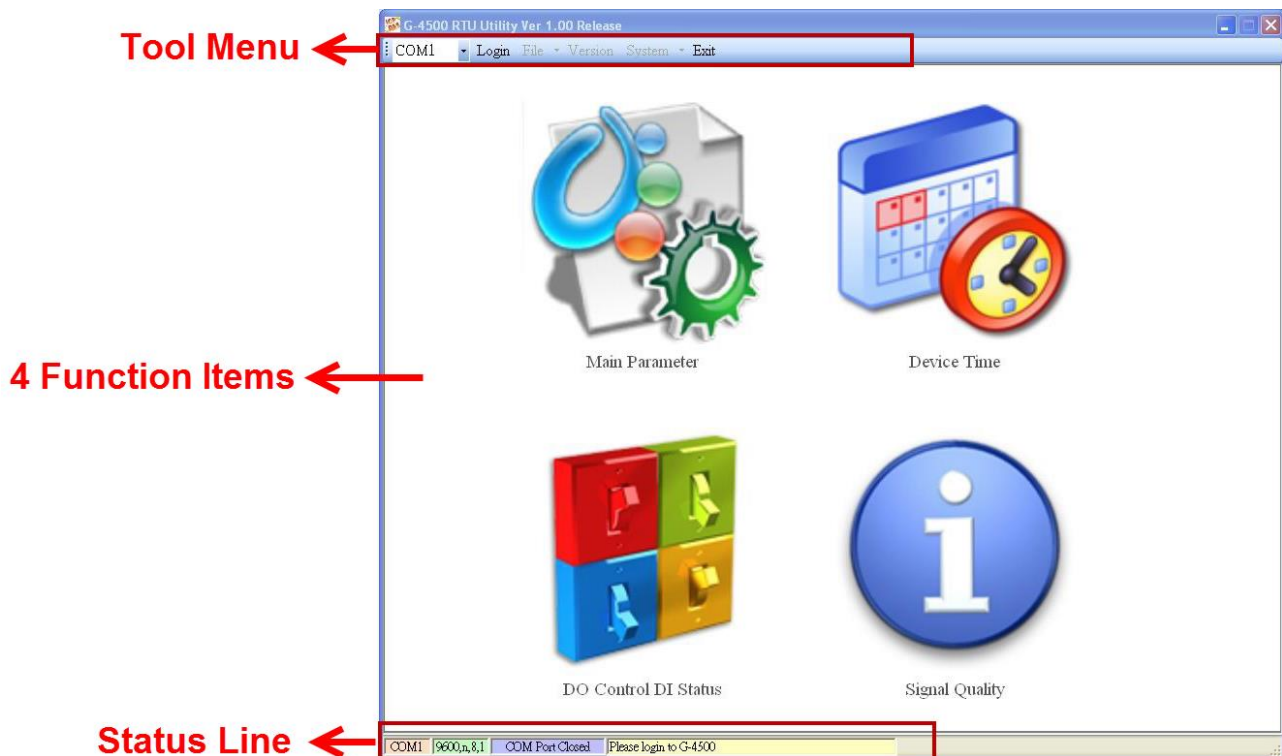 G-4500 RTU Utility Ver 1.00 Release
Tool Menu
COM1 Login File Version System Exit
Main Parameter
Device Time
4 Function Items
DO Control DI Status
Signal Quality
Status Line
COM1 9600,n,8,1 COM Port Closed Please login to G-4500